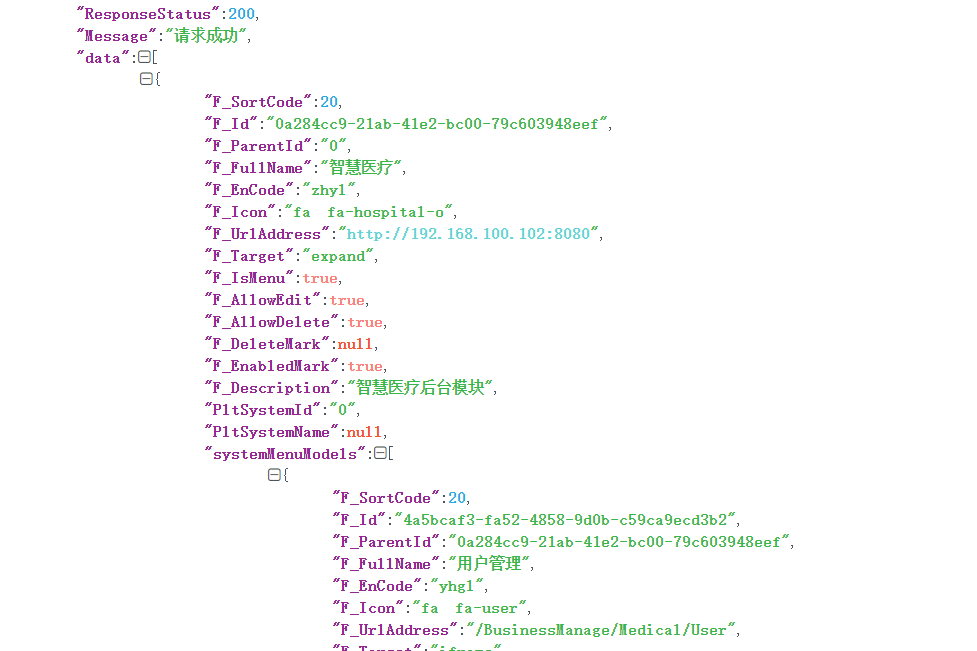 "ResponseStatus":200,
"Message":"请求成功",
"data":[
{
"F_SortCode":20,
"F_Id":"0a284cc9-21ab-41e2-bc00-79c603948eef",
"F_ParentId":"0",
"F_FullName":"智慧医疗",
"F_EnCode":"zhyl",
"F_Icon":"fa  fa-hospital-o",
"F_UrlAddress":"http://192.168.100.102:8080",
"F_Target":"expand",
"F_IsMenu":true,
"F_AllowEdit":true,
"F_AllowDelete":true,
"F_DeleteMark":null,
"F_EnabledMark":true,
"F_Description":"智慧医疗后台模块",
"PltSystemId":"0",
"PltSystemName":null,
"systemMenuModels":[
{
"F_SortCode":20,
"F_Id":"4a5bcaf3-fa52-4858-9d0b-c59ca9ecd3b2",
"F_ParentId":"0a284cc9-21ab-41e2-bc00-79c603948eef",
"F_FullName":"用户管理",
"F_EnCode":"yhgl",
"F_Icon":"fa  fa-user",
"F_UrlAddress":"/BusinessManage/Medical/User",
"F_Target":"iframe"